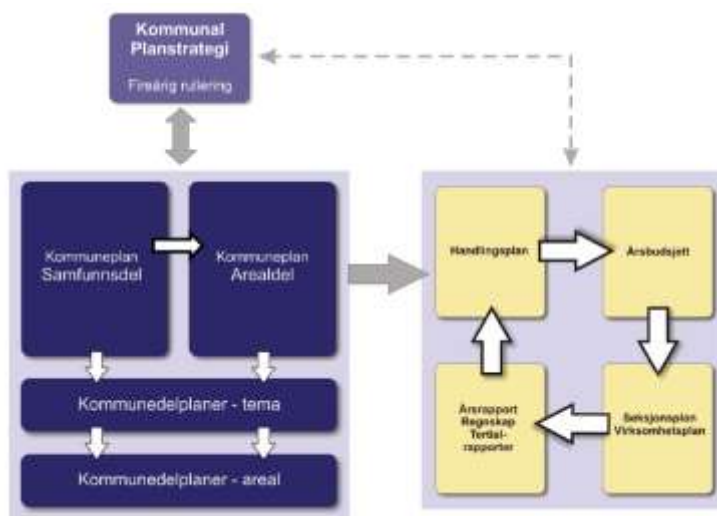 Kommunal
Planstrategi
Fireårig rullering
Kommuneplan
Samfunnsdel
Kommuneplan
Arealdel
Kommunedelplaner - tema
Kommunedelplaner - areal
Handlingsplan
Årsbudsjett
Årsrapport
Regnskap
Tertial-
rapporter
Seksjonsplan
Virksomhetsplan